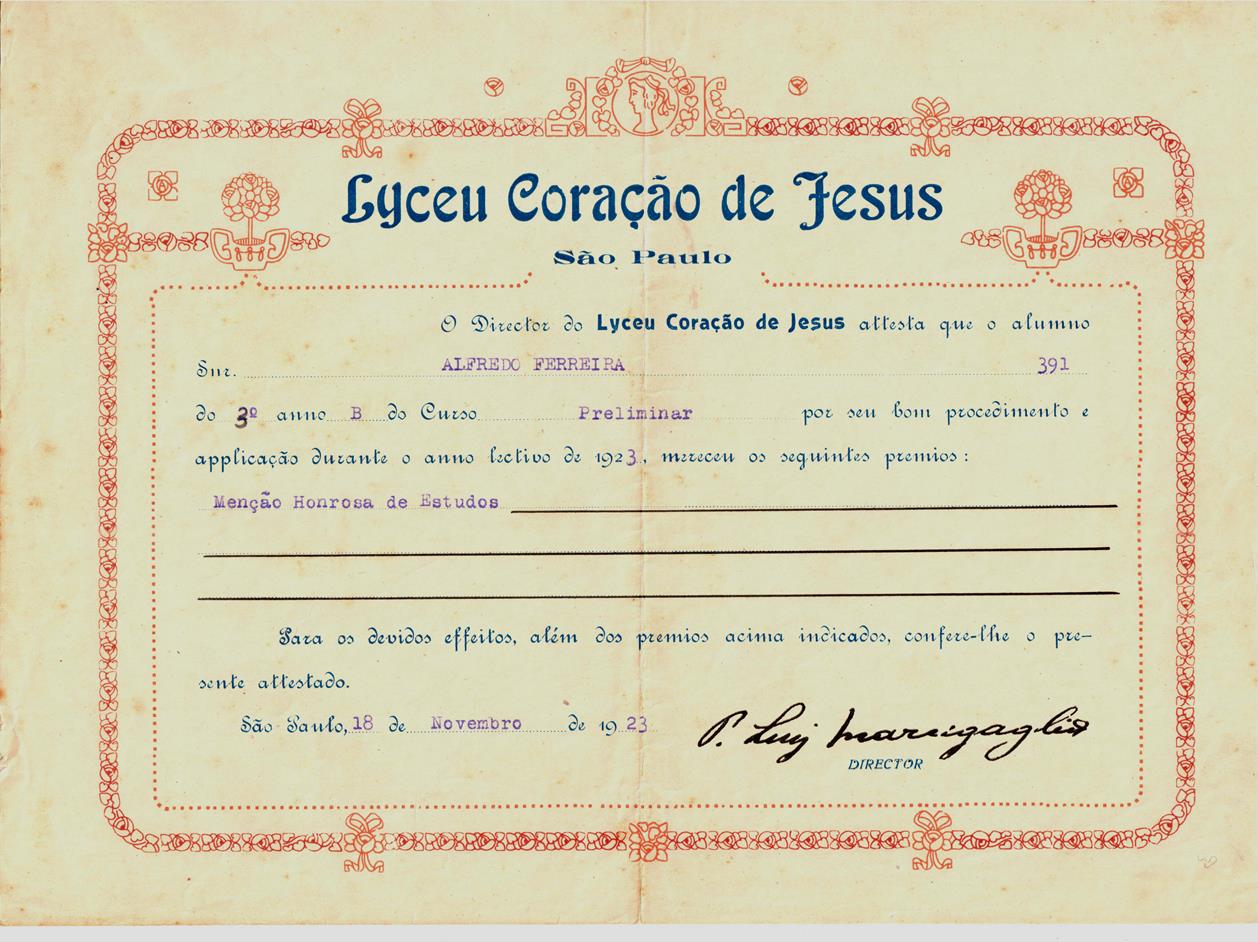 Lyceu Coração de Jesus
São Paulo
O Director do Lyceu Coração de Jesus attesta que o alumno
Snr. ALFREDO FERREIRA 391
do 3º anno B do Curso Preliminar por seu bom procedimento e
applicação durante o anno lectivo de 1923, mereceu os seguintes premios:
Menção Honrosa de Estudos
Para os devidos effeitos, além dos premios acima indicados, confere-lhe o pre-
sente attestado.
São Paulo, 18 de Novembro de 1923
P. Luiz Marcigaglia
DIRECTOR